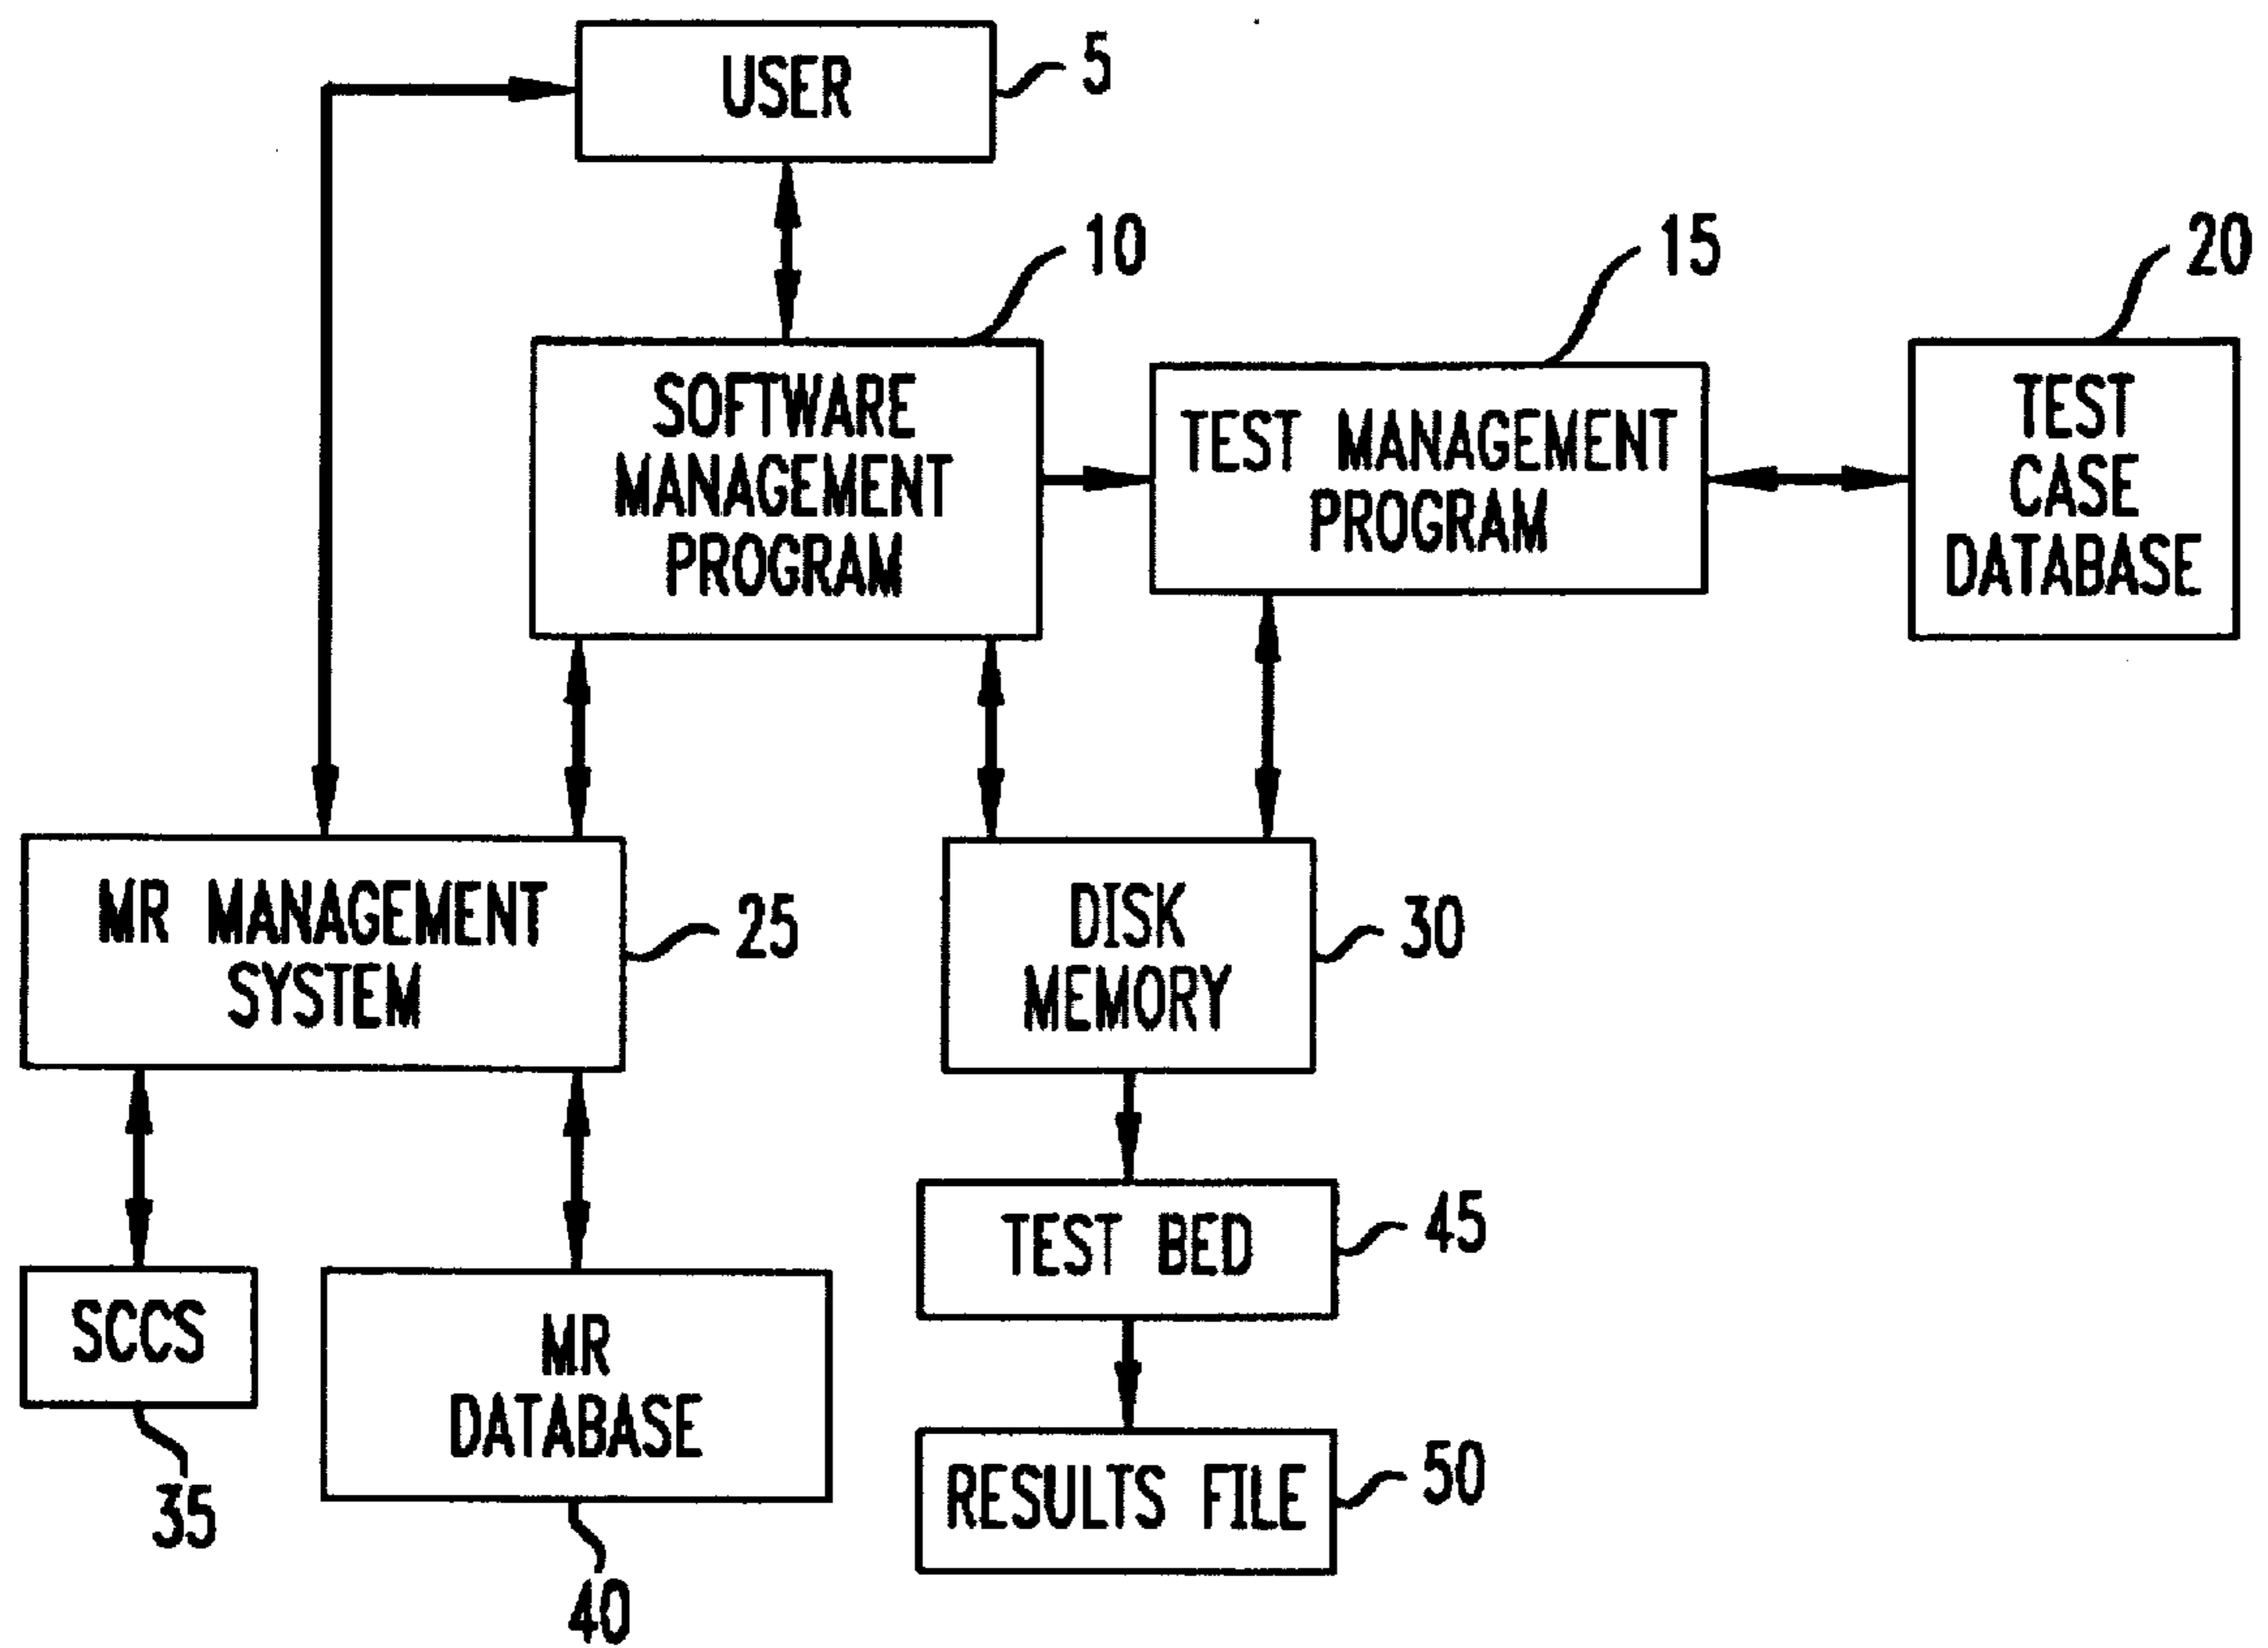 USER
5
10
15
20
SOFTWARE
MANAGEMENT
PROGRAM
TEST MANAGEMENT
PROGRAM
TEST
CASE
DATABASE
MR MANAGEMENT
SYSTEM
25
DISK
MEMORY
30
TEST BED
45
SCCS
35
MR
DATABASE
40
RESULTS FILE
50